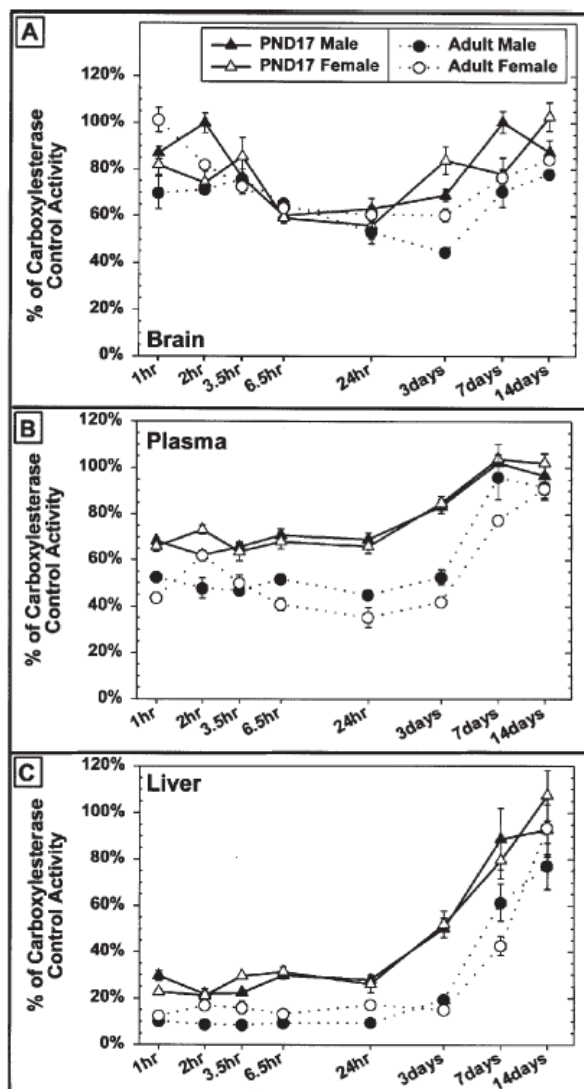 A
PND17 Male
Adult Male
PND17 Female
Adult Female
% of Carboxylesterase
Control Activity
120%
100%
80%
60%
40%
20%
0%
Brain
1hr
2hr
3.5hr
6.5hr
24hr
3days
7days
14days
B
Plasma
% of Carboxylesterase
Control Activity
120%
100%
80%
60%
40%
20%
0%
1hr
2hr
3.5hr
6.5hr
24hr
3days
7days
14days
C
Liver
% of Carboxylesterase
Control Activity
120%
100%
80%
60%
40%
20%
0%
1hr
2hr
3.5hr
6.5hr
24hr
3days
7days
14days